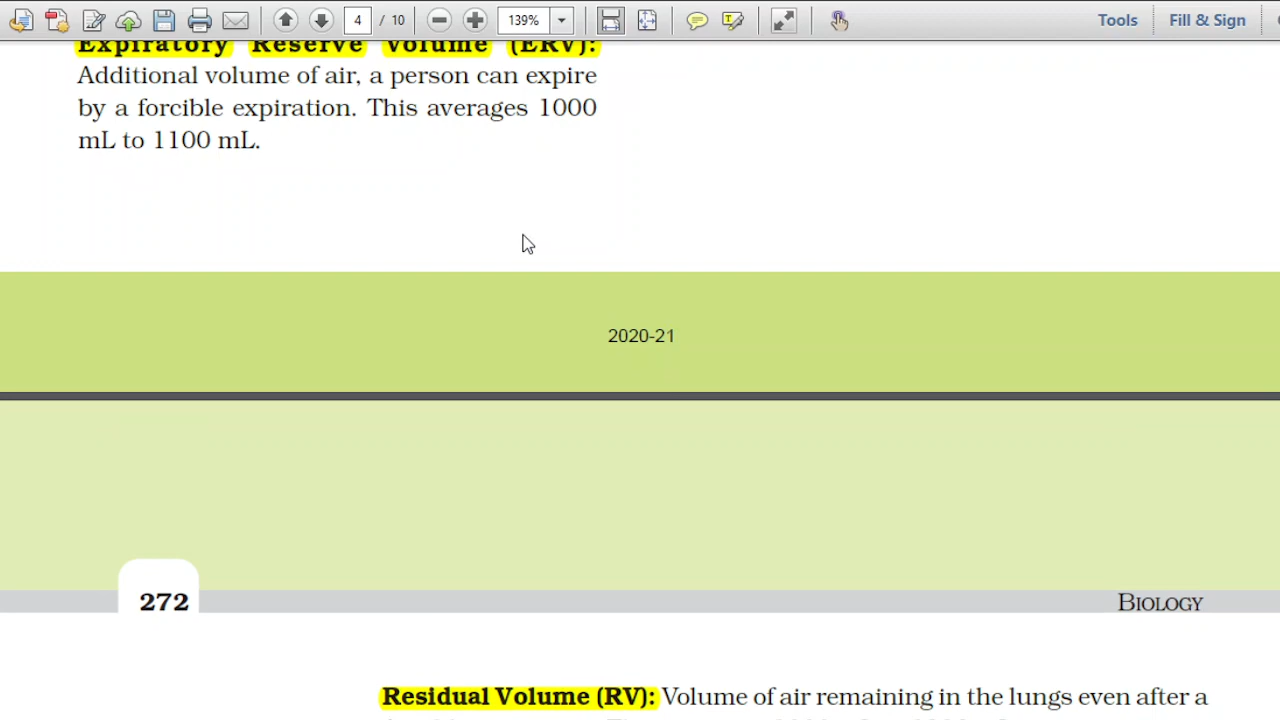 4 / 10 139% Tools Fill & Sign
Expiratory Reserve Volume (ERV):
Additional volume of air, a person can expire
by a forcible expiration. This averages 1000
mL to 1100 mL.
2020-21
272 BIOLOGY
Residual Volume (RV): Volume of air remaining in the lungs even after a